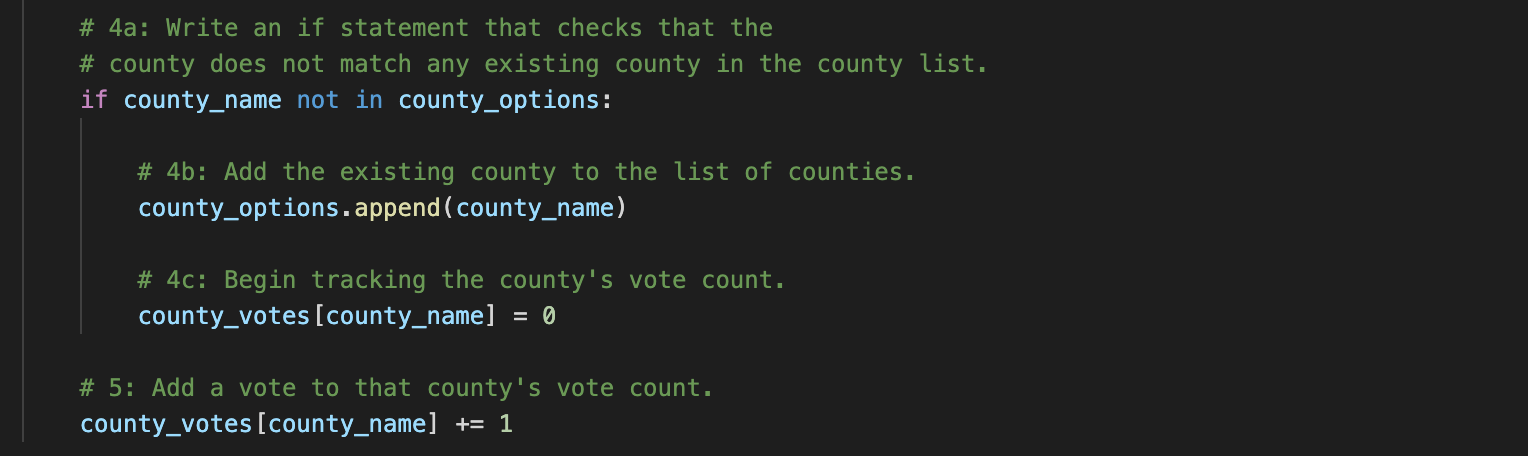 # 4a: Write an if statement that checks that the
# county does not match any existing county in the county list.
if county_name not in county_options:
# 4b: Add the existing county to the list of counties.
county_options.append(county_name)
# 4c: Begin tracking the county's vote count.
county_votes[county_name] = 0
# 5: Add a vote to that county's vote count.
county_votes[county_name] += 1